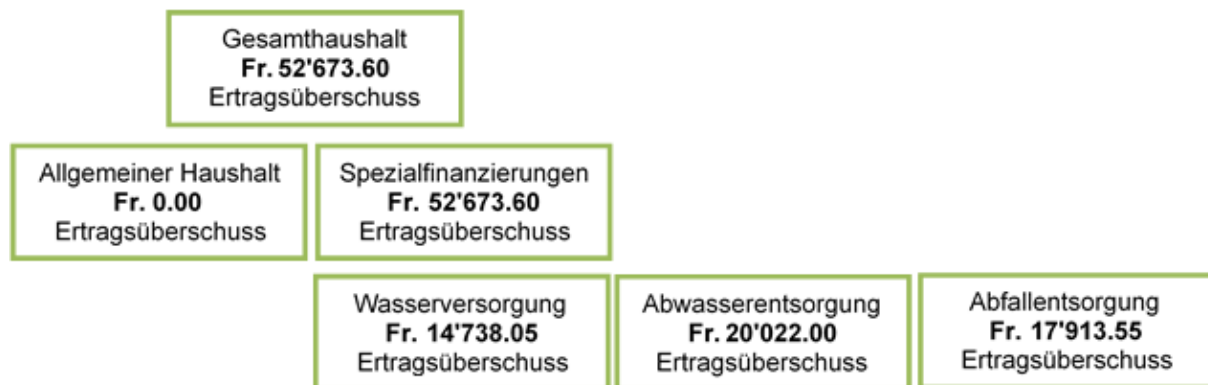 Gesamthaushalt
Fr. 52'673.60
Ertragsüberschuss
Allgemeiner Haushalt
Fr. 0.00
Ertragsüberschuss
Spezialfinanzierungen
Fr. 52'673.60
Ertragsüberschuss
Wasserversorgung
Fr. 14'738.05
Ertragsüberschuss
Abwasserentsorgung
Fr. 20'022.00
Ertragsüberschuss
Abfallentsorgung
Fr. 17'913.55
Ertragsüberschuss